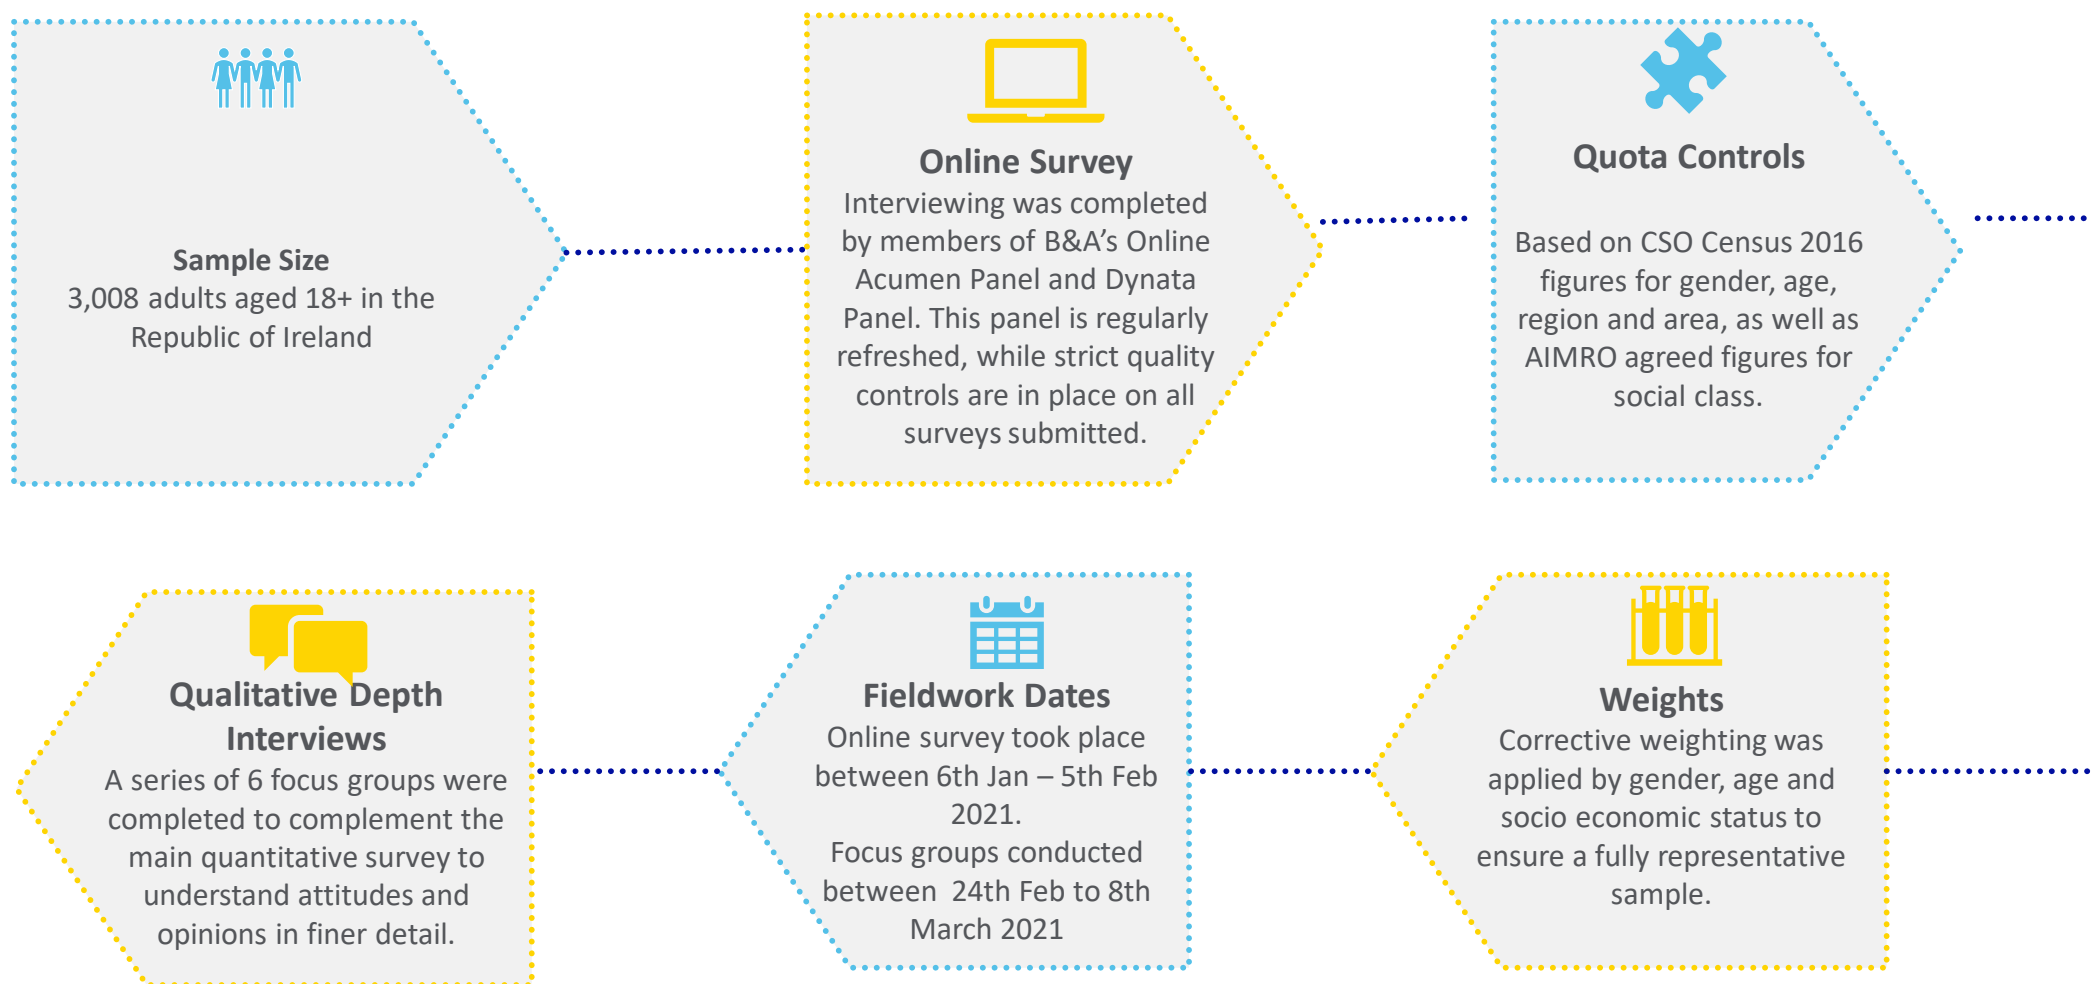 Sample Size
3,008 adults aged 18+ in the
Republic of Ireland
Online Survey
Interviewing was completed
by members of B&A’s Online
Acumen Panel and Dynata
Panel. This panel is regularly
refreshed, while strict quality
controls are in place on all
surveys submitted.
Quota Controls
Based on CSO Census 2016
figures for gender, age,
region and area, as well as
AIMRO agreed figures for
social class.
Qualitative Depth
Interviews
A series of 6 focus groups were
completed to complement the
main quantitative survey to
understand attitudes and
opinions in finer detail.
Fieldwork Dates
Online survey took place
between 6th Jan – 5th Feb
2021.
Focus groups conducted
between 24th Feb to 8th
March 2021
Weights
Corrective weighting was
applied by gender, age and
socio economic status to
ensure a fully representative
sample.